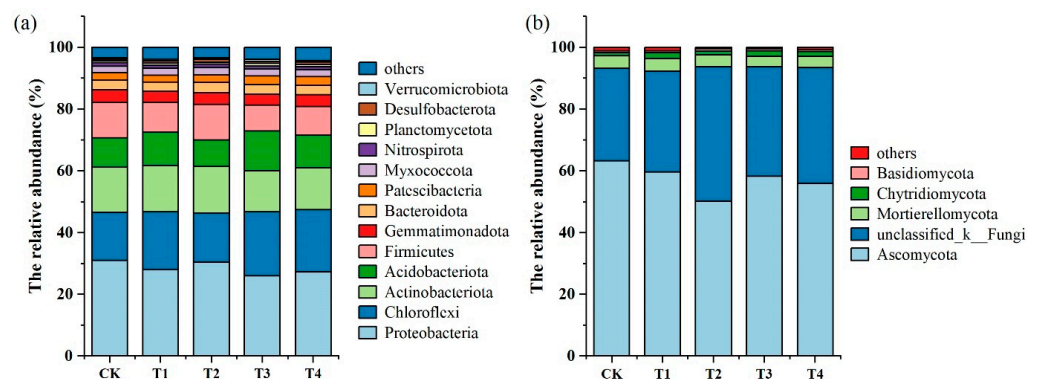 (a)
The relative abundance (%)
100
80
60
40
20
0
CK T1 T2 T3 T4
others
Verrucomicrobiota
Desulfobacterota
Planctomycetota
Nitrospirota
Myxococcota
Patescibacteria
Bacteroidota
Gemmatimonadota
Firmicutes
Acidobacteriota
Actinobacteriota
Chloroflexi
Proteobacteria
(b)
The relative abundance (%)
100
80
60
40
20
0
CK T1 T2 T3 T4
others
Basidiomycota
Chytridiomycota
Mortierellomycota
unclassified_k__Fungi
Ascomycota